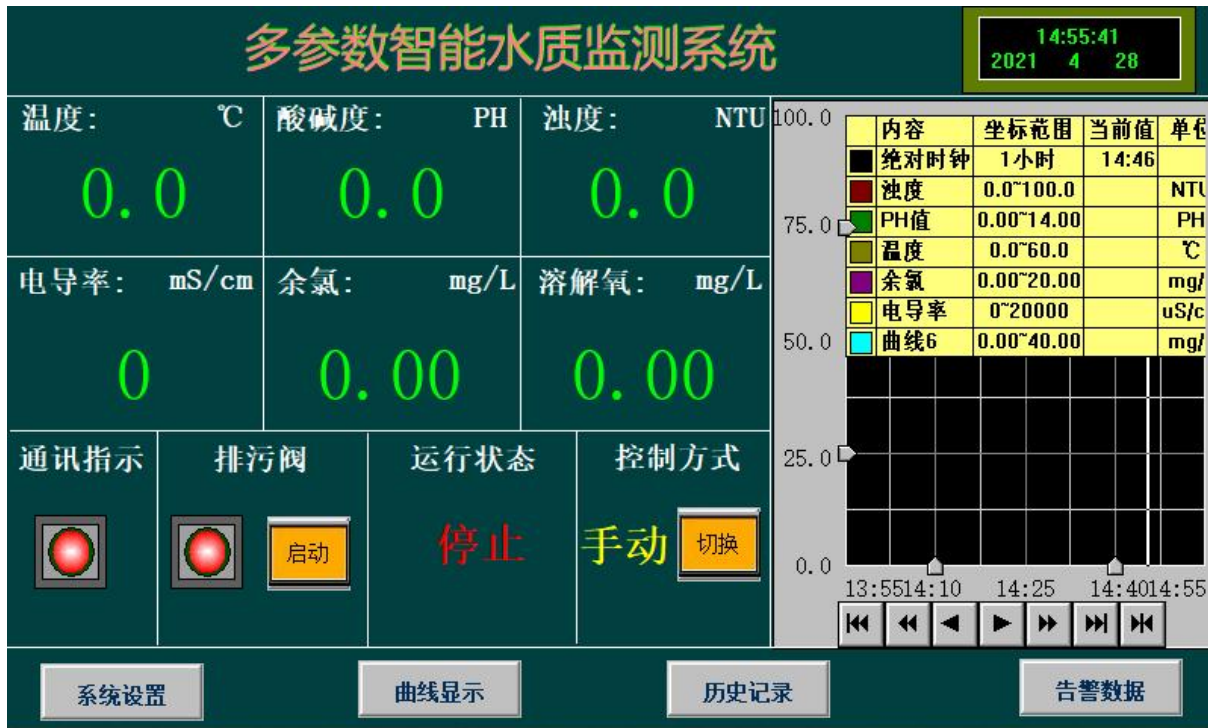 多参数智能水质监测系统
14:55:41
2021 4 28
温度: ℃ 酸碱度: PH 浊度: NTU
0.0 0.0 0.0
电导率: mS/cm 余氯: mg/L 溶解氧: mg/L
0 0.00 0.00
通讯指示 排污阀 运行状态 控制方式
启动 停止 手动 切换
100.0
75.0
50.0
25.0
0.0
内容 坐标范围 当前值 单位
绝对时钟 1小时 14:46
浊度 0.0~100.0 NTU
PH值 0.00~14.00 PH
温度 0.0~60.0 ℃
余氯 0.00~20.00 mg/
电导率 0~20000 uS/c
曲线6 0.00~40.00 mg/
13:55 14:10 14:25 14:40 14:55
系统设置 曲线显示 历史记录 告警数据